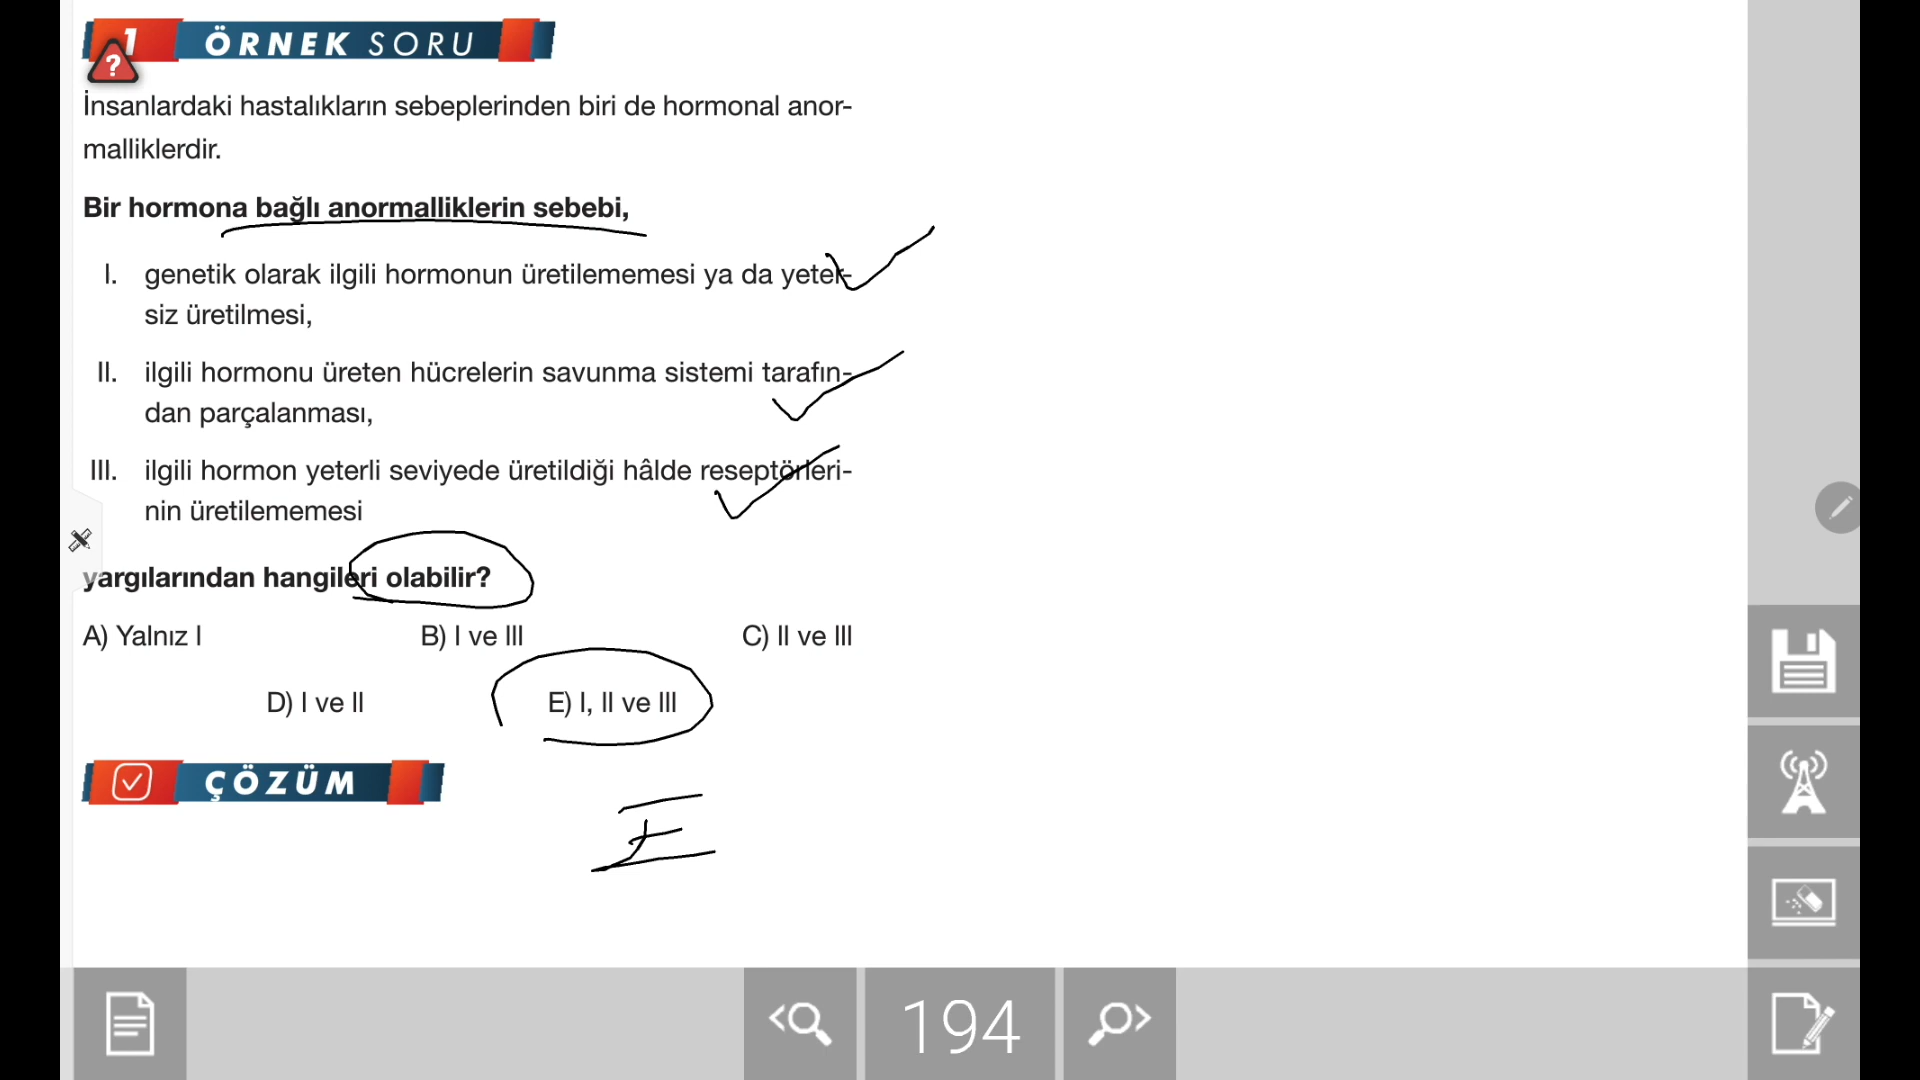 1 ÖRNEK SORU
?
İnsanlardaki hastalıkların sebeplerinden biri de hormonal anor-
malliklerdir.
Bir hormona bağlı anormalliklerin sebebi,
I. genetik olarak ilgili hormonun üretilememesi ya da yeter-
siz üretilmesi,
II. ilgili hormonu üreten hücrelerin savunma sistemi tarafın-
dan parçalanması,
III. ilgili hormon yeterli seviyede üretildiği hâlde reseptörleri-
nin üretilememesi
yargılarından hangileri olabilir?
A) Yalnız I B) I ve III C) II ve III
D) I ve II E) I, II ve III
ÇÖZÜM
E
194